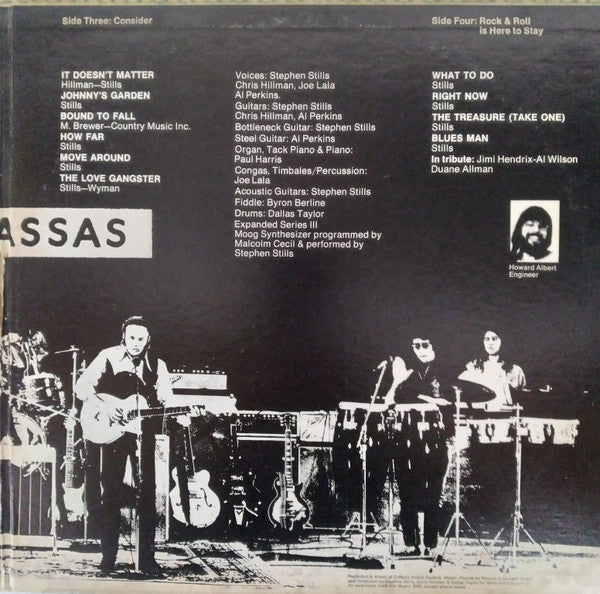 Side Three: Consider
IT DOESN'T MATTER
Hillman—Stills
JOHNNY'S GARDEN
Stills
BOUND TO FALL
M. Brewer—Country Music Inc.
HOW FAR
Stills
MOVE AROUND
Stills
THE LOVE GANGSTER
Stills—Wyman
Voices: Stephen Stills
Chris Hillman, Joe Lala
Al Perkins.
Guitars: Stephen Stills
Chris Hillman, Al Perkins
Bottleneck Guitar: Stephen Stills
Steel Guitar: Al Perkins
Organ, Tack Piano & Piano:
Paul Harris
Congas, Timbales/Percussion:
Joe Lala
Acoustic Guitars: Stephen Stills
Fiddle: Byron Berline
Drums: Dallas Taylor
Expanded Series III
Moog Synthesizer programmed by
Malcolm Cecil & performed by
Stephen Stills
Side Four: Rock & Roll
is Here to Stay
WHAT TO DO
Stills
RIGHT NOW
Stills
THE TREASURE (TAKE ONE)
Stills
BLUES MAN
Stills
In tribute: Jimi Hendrix-Al Wilson
Duane Allman
Howard Albert
Engineer
ASSAS